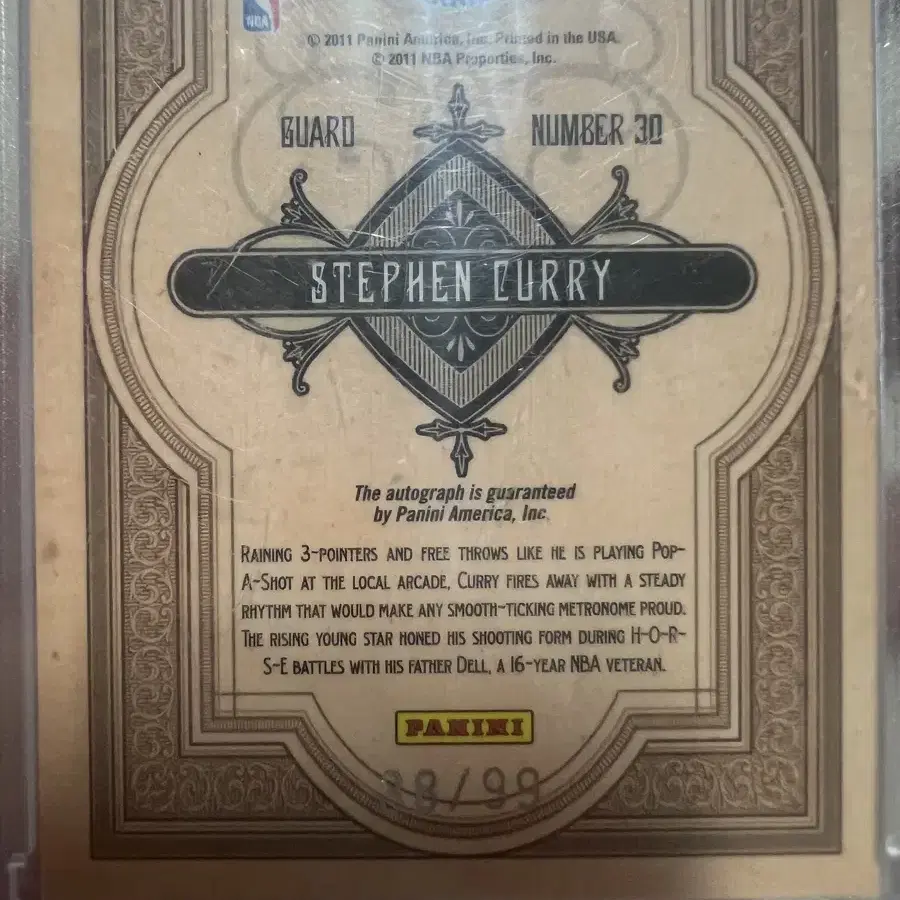 NBA
© 2011 Panini America, Inc. Printed in the USA.
© 2011 NBA Properties, Inc.
GUARD NUMBER 30
STEPHEN CURRY
The autograph is guaranteed
by Panini America, Inc.
RAINING 3-POINTERS AND FREE THROWS LIKE HE IS PLAYING POP-
A-SHOT AT THE LOCAL ARCADE, CURRY FIRES AWAY WITH A STEADY
RHYTHM THAT WOULD MAKE ANY SMOOTH-TICKING METRONOME PROUD.
THE RISING YOUNG STAR HONED HIS SHOOTING FORM DURING H-O-R-
S-E BATTLES WITH HIS FATHER DELL, A 16-YEAR NBA VETERAN.
PANINI
/99